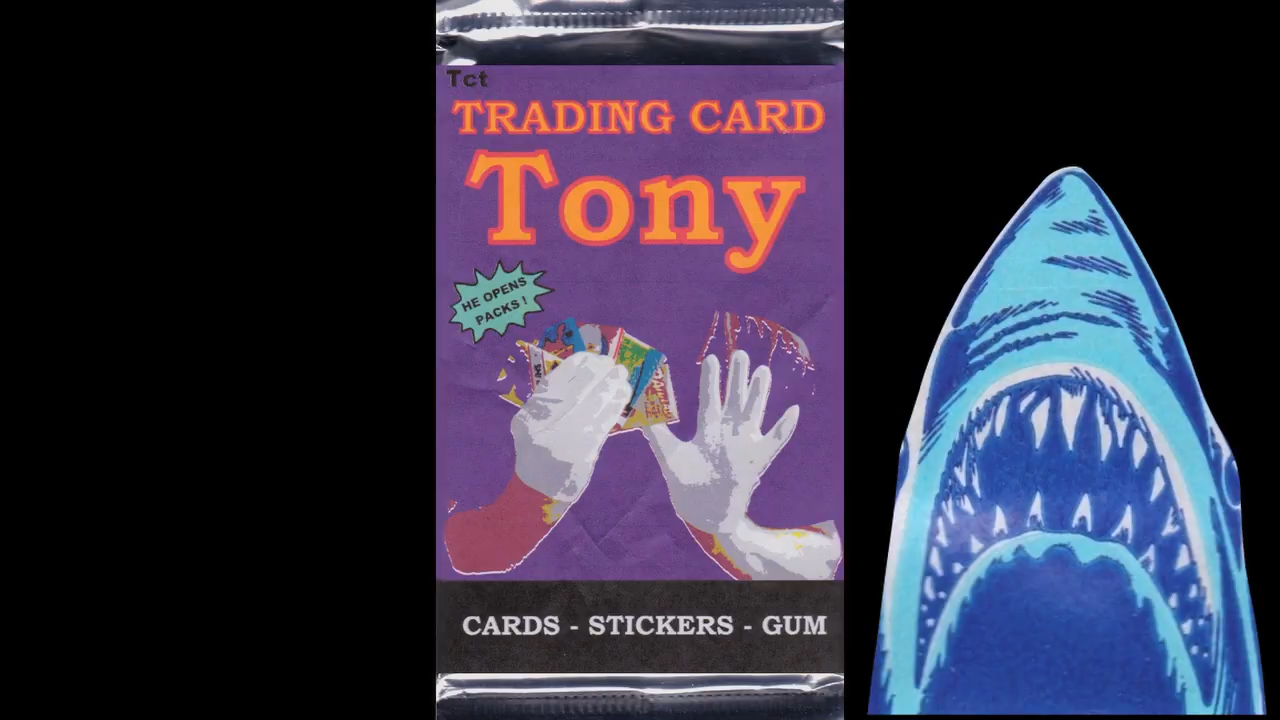 Tct
TRADING CARD
Tony
HE OPENS
PACKS!
CARDS - STICKERS - GUM